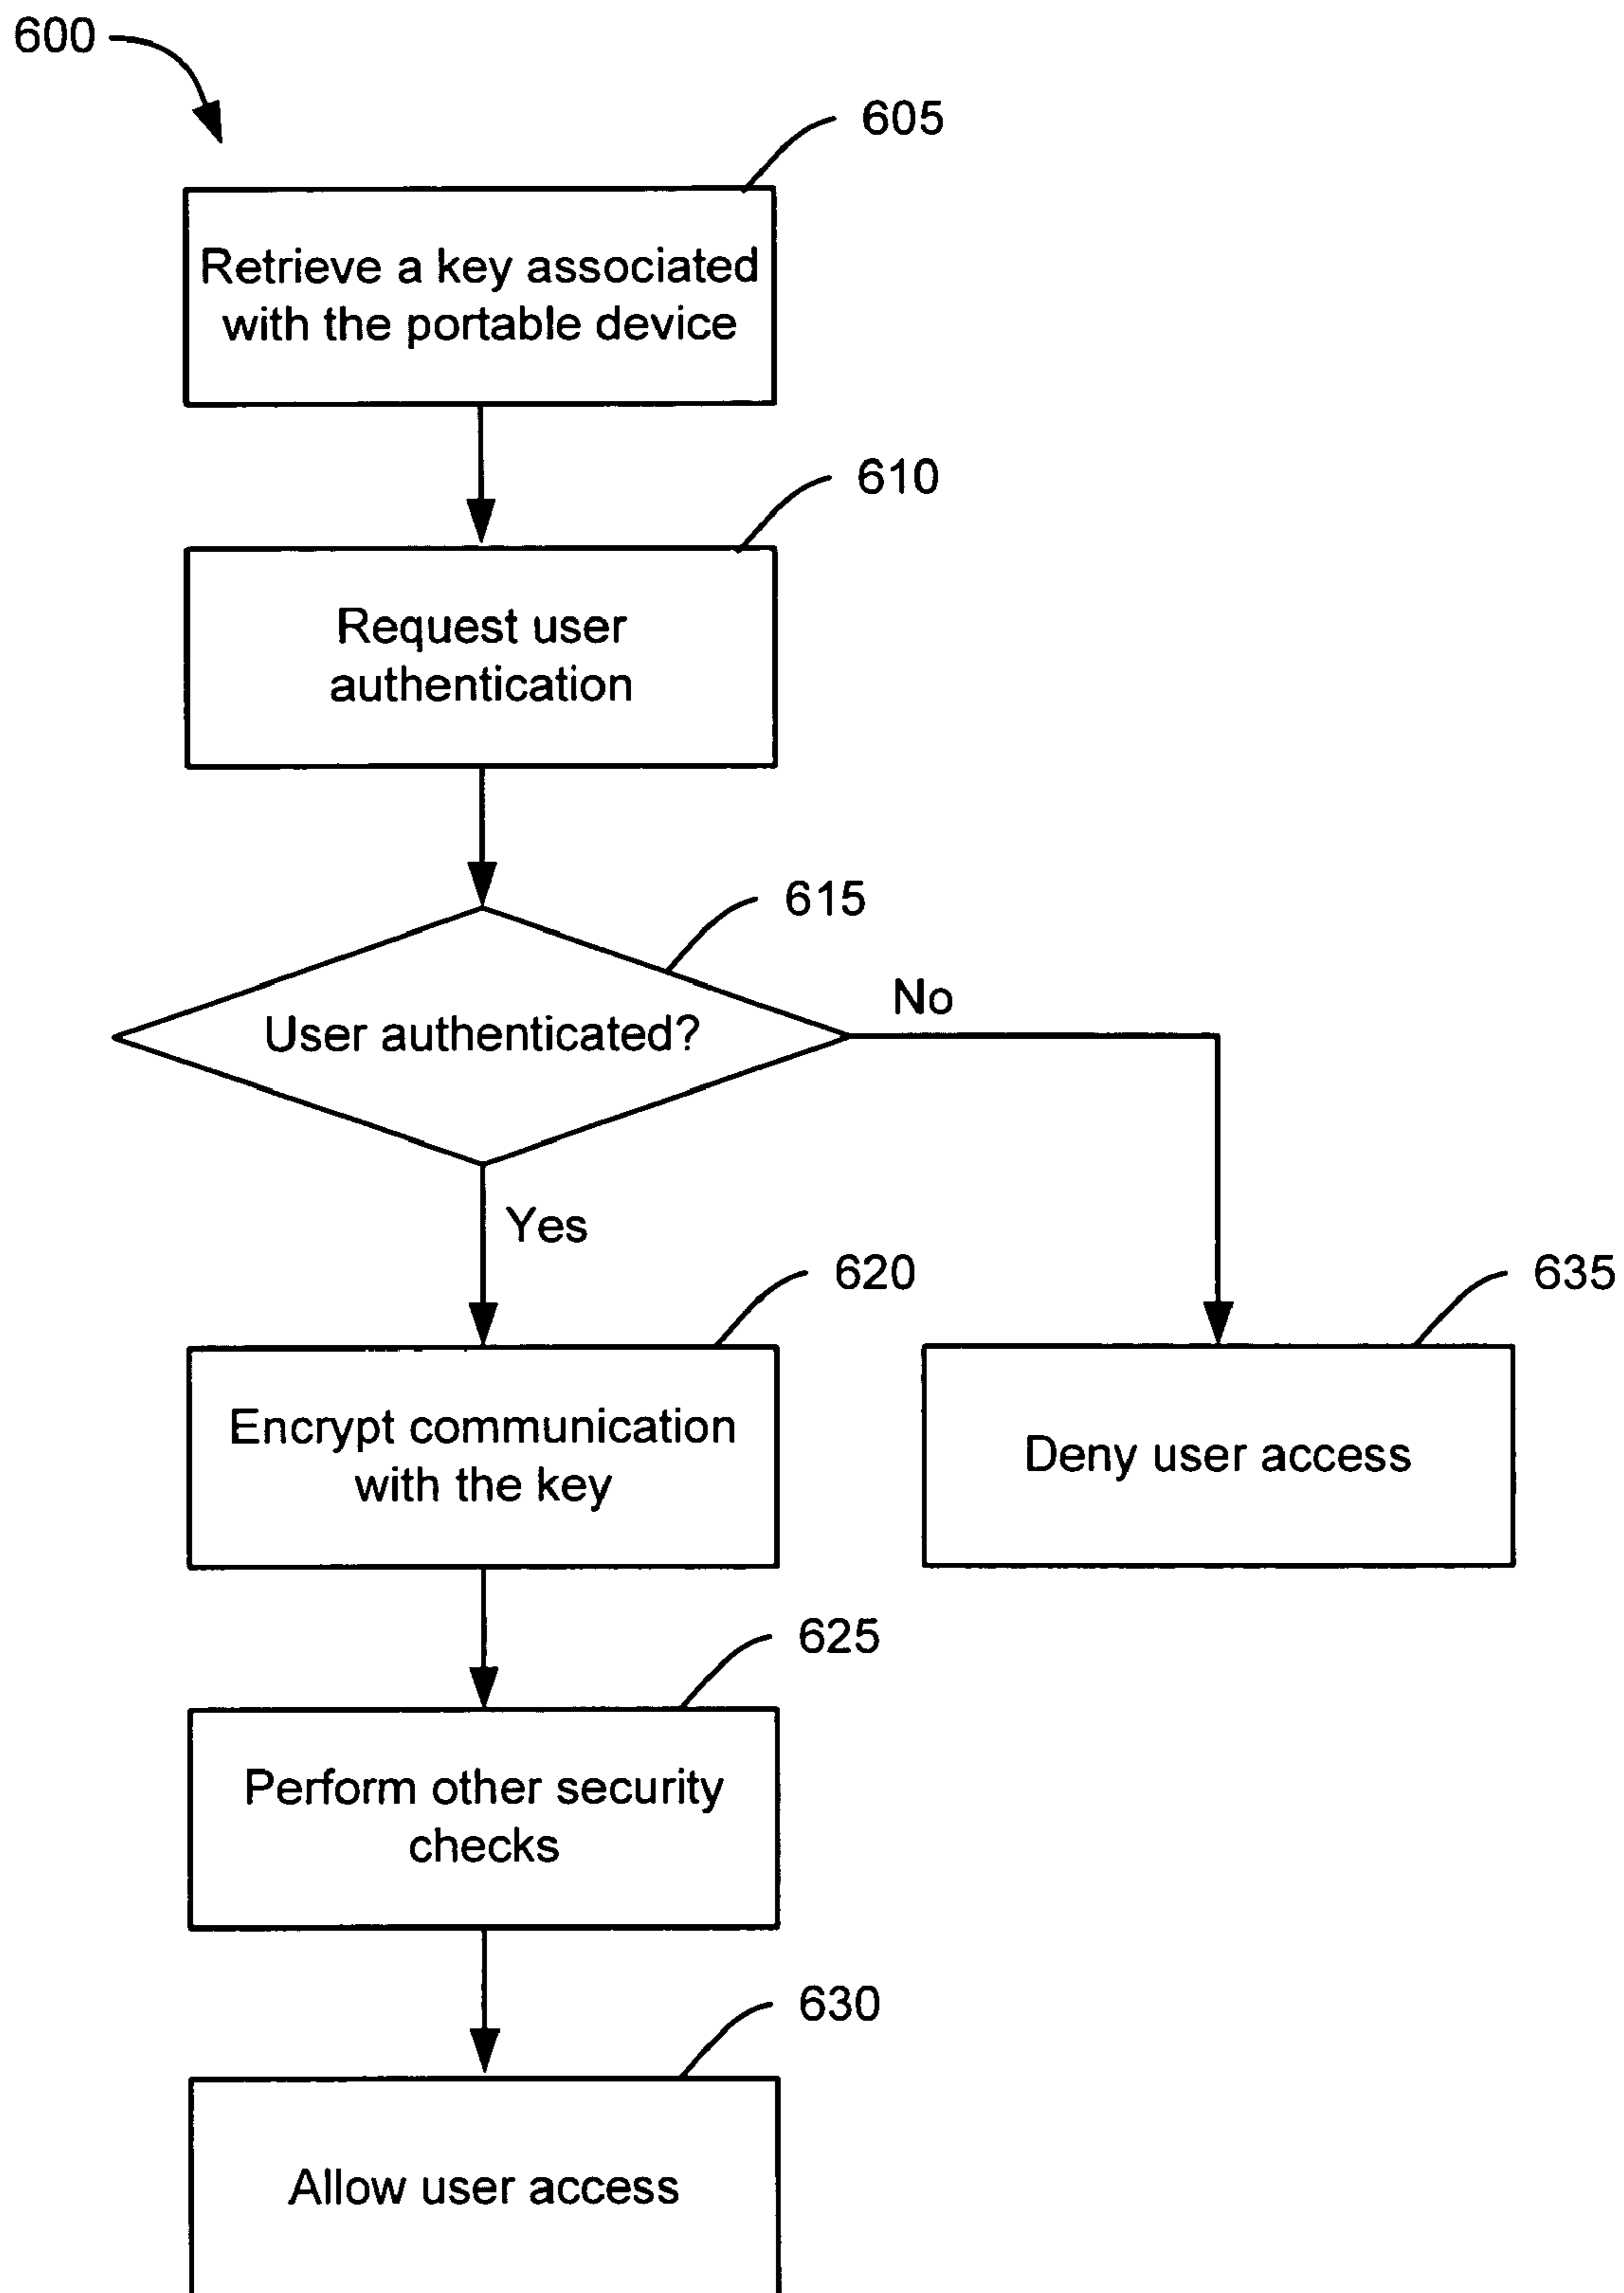 600
605
Retrieve a key associated
with the portable device
610
Request user
authentication
615
User authenticated?
No
Yes
620
635
Encrypt communication
with the key
Deny user access
625
Perform other security
checks
630
Allow user access